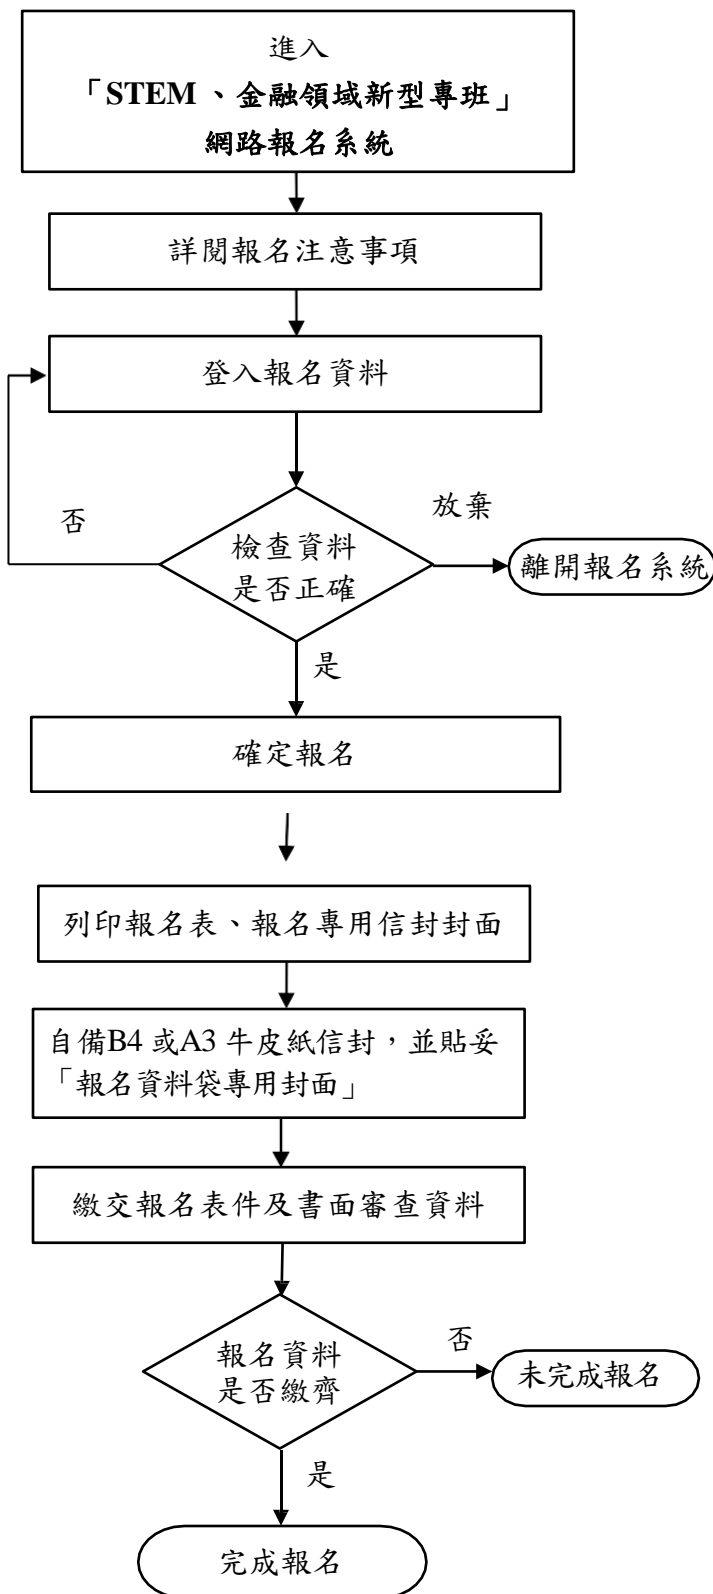 進入
「STEM、金融領域新型專班」
網路報名系統
詳閱報名注意事項
登入報名資料
否
放棄
檢查資料
是否正確
離開報名系統
是
確定報名
列印報名表、報名專用信封封面
自備B4 或A3 牛皮紙信封，並貼妥
「報名資料袋專用封面」
繳交報名表件及書面審查資料
報名資料
是否繳齊
否
未完成報名
是
完成報名